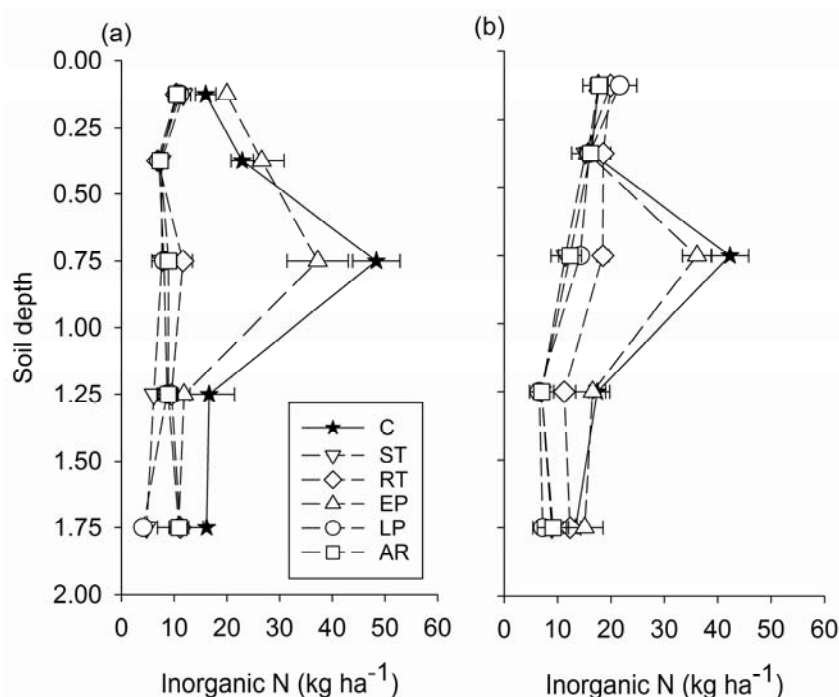 (a)
(b)
0.00
0.25
0.50
0.75
1.00
1.25
1.50
1.75
2.00
Soil depth
C
ST
RT
EP
LP
AR
0 10 20 30 40 50 60
0 10 20 30 40 50 60
Inorganic N (kg ha⁻¹)
Inorganic N (kg ha⁻¹)